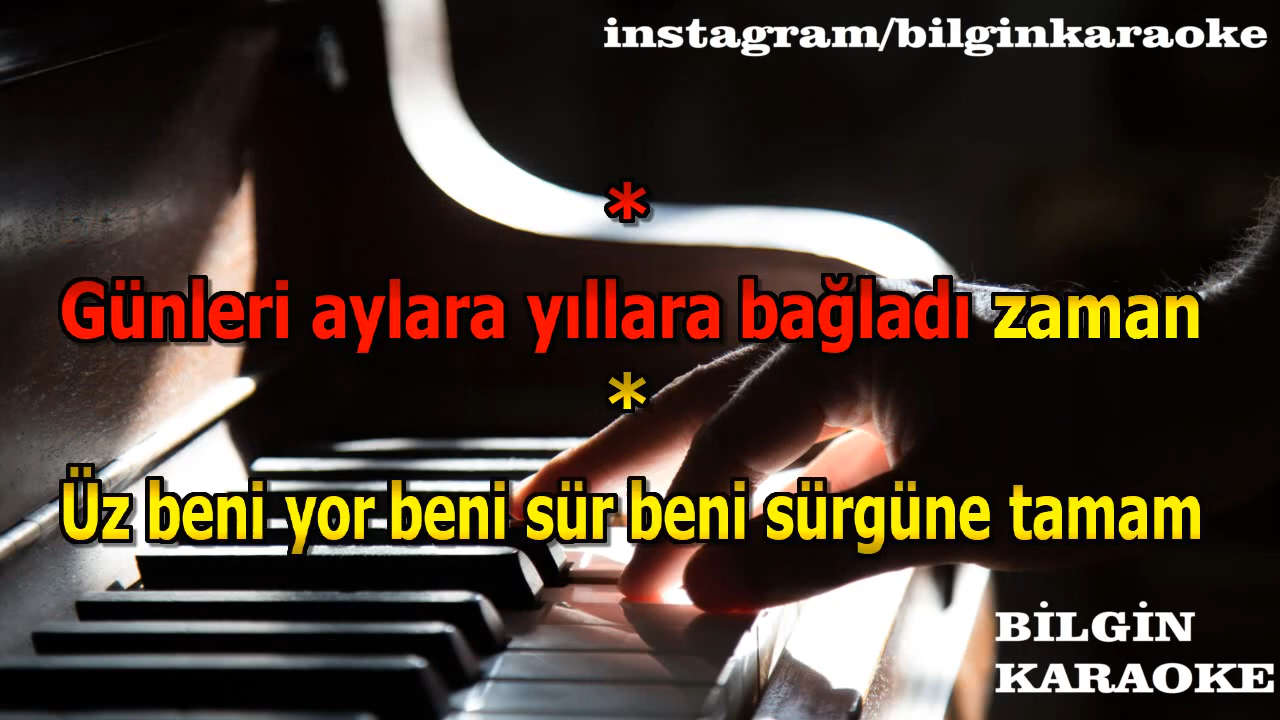 instagram/bilginkaraoke
*
Günleri aylara yıllara bağladı zaman
*
Üz beni yor beni sür beni sürgüne tamam
BİLGİN
KARAOKE